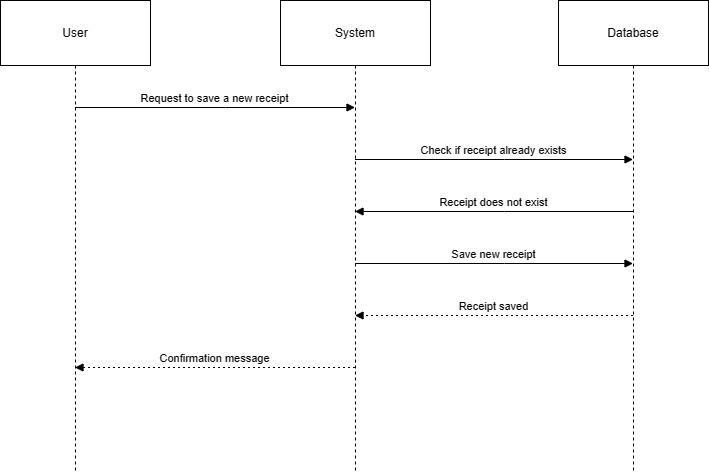 User
System
Database
Request to save a new receipt
Check if receipt already exists
Receipt does not exist
Save new receipt
Receipt saved
Confirmation message